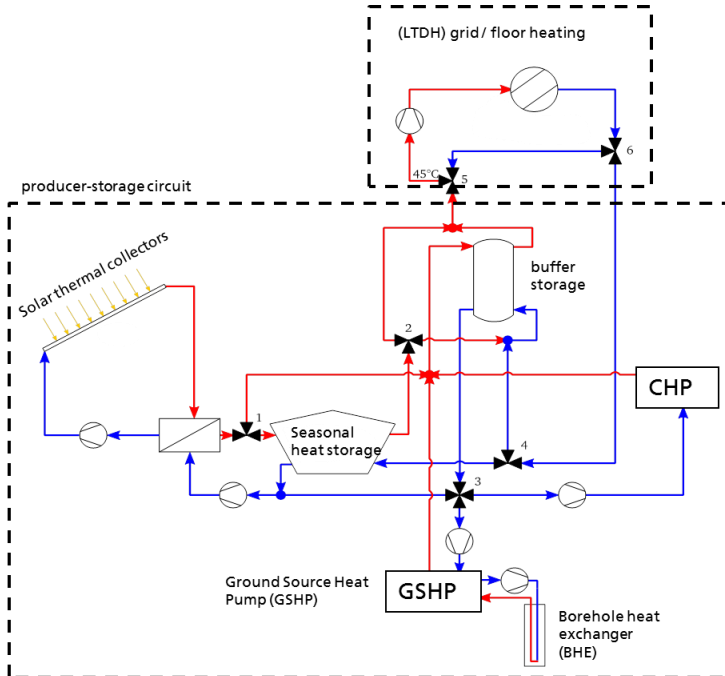 (LTDH) grid / floor heating
6
45°C
5
producer-storage circuit
Solar thermal collectors
buffer
storage
2
CHP
1
Seasonal
heat storage
4
3
Ground Source Heat
Pump (GSHP)
GSHP
Borehole heat
exchanger
(BHE)